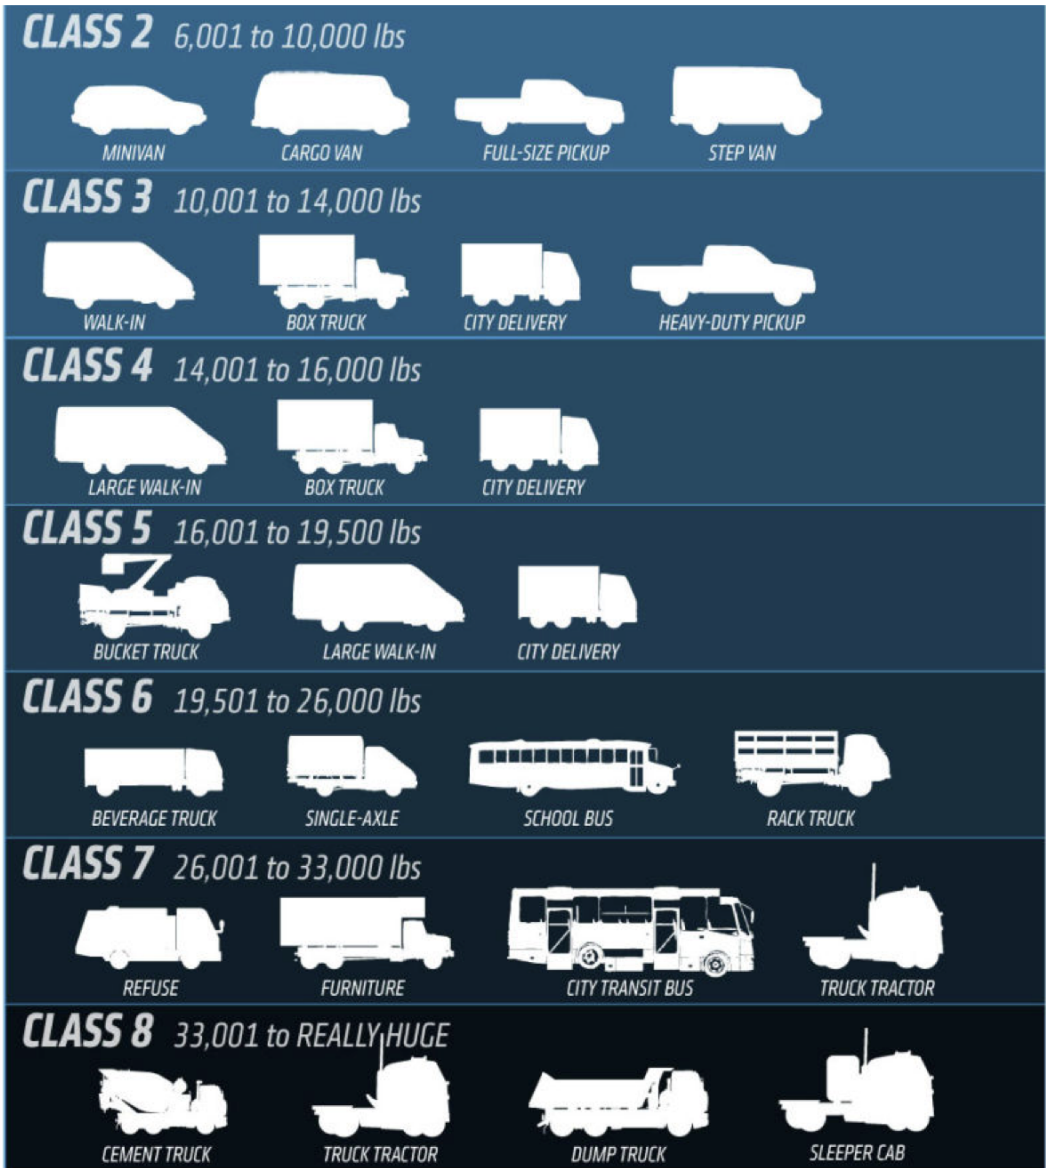 CLASS 2 6,001 to 10,000 lbs
MINIVAN CARGO VAN FULL-SIZE PICKUP STEP VAN
CLASS 3 10,001 to 14,000 lbs
WALK-IN BOX TRUCK CITY DELIVERY HEAVY-DUTY PICKUP
CLASS 4 14,001 to 16,000 lbs
LARGE WALK-IN BOX TRUCK CITY DELIVERY
CLASS 5 16,001 to 19,500 lbs
BUCKET TRUCK LARGE WALK-IN CITY DELIVERY
CLASS 6 19,501 to 26,000 lbs
BEVERAGE TRUCK SINGLE-AXLE SCHOOL BUS RACK TRUCK
CLASS 7 26,001 to 33,000 lbs
REFUSE FURNITURE CITY TRANSIT BUS TRUCK TRACTOR
CLASS 8 33,001 to REALLY HUGE
CEMENT TRUCK TRUCK TRACTOR DUMP TRUCK SLEEPER CAB